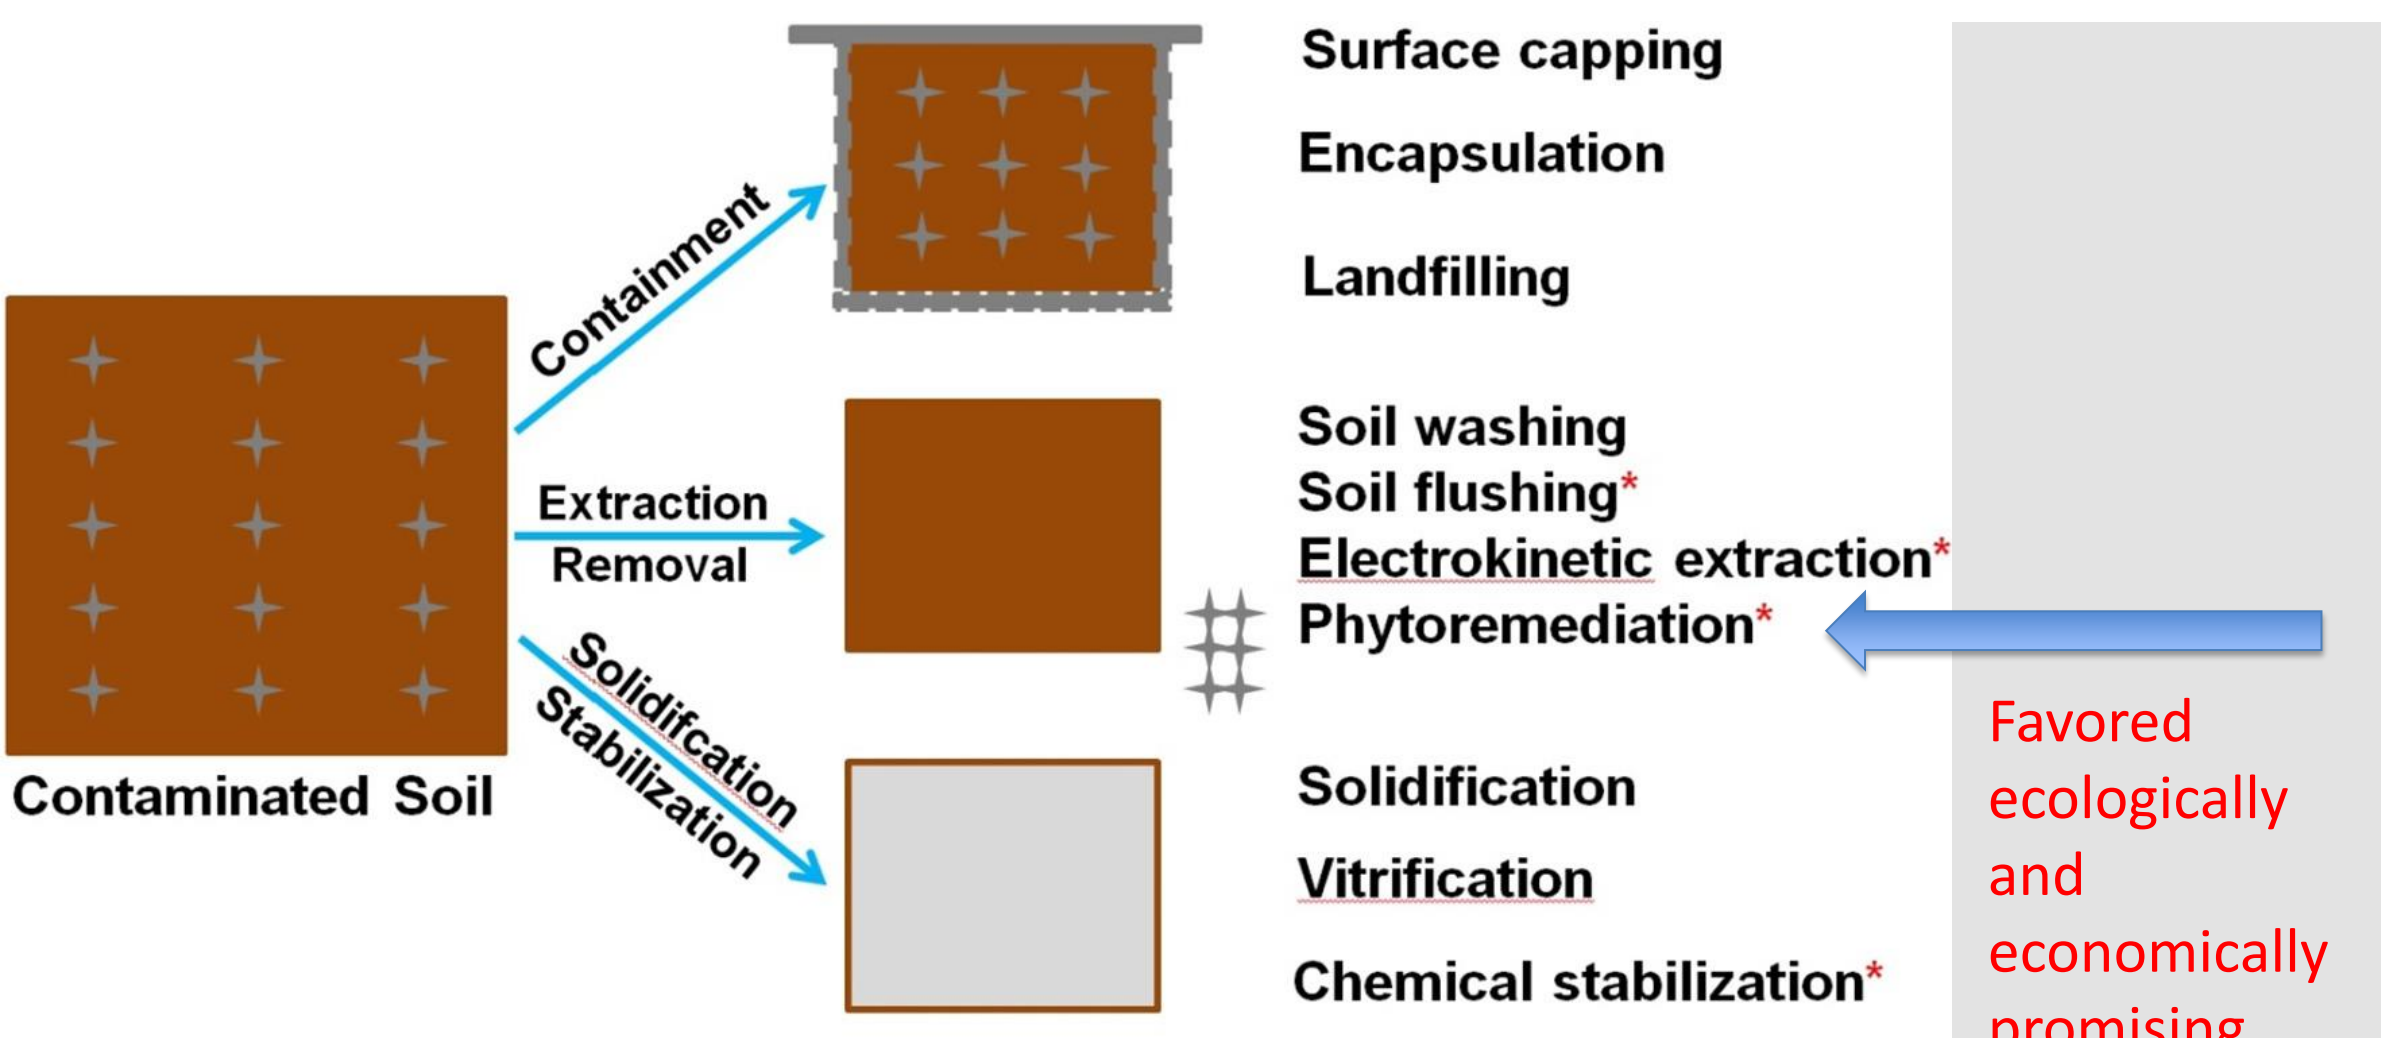 Contaminated Soil
Containment
Extraction
Removal
Solidifcation
Stabilization
Surface capping
Encapsulation
Landfilling
Soil washing
Soil flushing*
Electrokinetic extraction*
Phytoremediation*
Solidification
Vitrification
Chemical stabilization*
Favored
ecologically
and
economically
promising